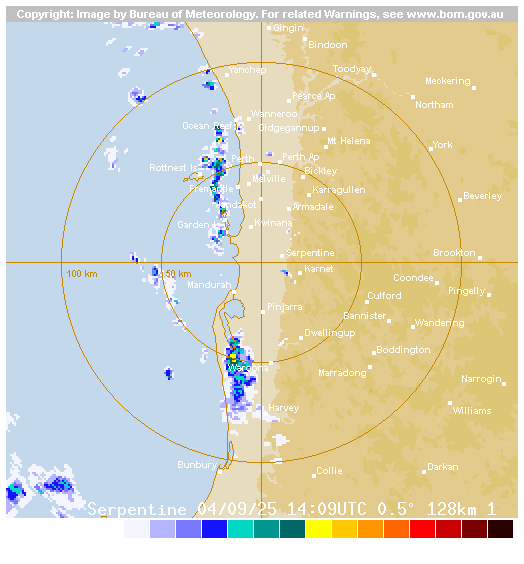 Copyright: Image by Bureau of Meteorology. For related Warnings, see www.bom.gov.au
Gingin
Bindoon
Yanchep
Toodyay
Meckering
Pearce Ap
Northam
Wanneroo
Ocean Reef
Gidgegannup
Mt Helena
York
Perth
Perth Ap
Rottnest Is
Bickley
Melville
Fremantle
Karragullen
Beverley
Jandakot
Armadale
Garden
Kwinana
Serpentine
Brookton
100 km
50 km
Karnet
Mandurah
Coondee
Pingelly
Culford
Pinjarra
Bannister
Wandering
Dwellingup
Boddington
Waroona
Marradong
Narrogin
Harvey
Williams
Bunbury
Collie
Darkan
Serpentine 04/09/25 14:09UTC 0.5° 128km 1